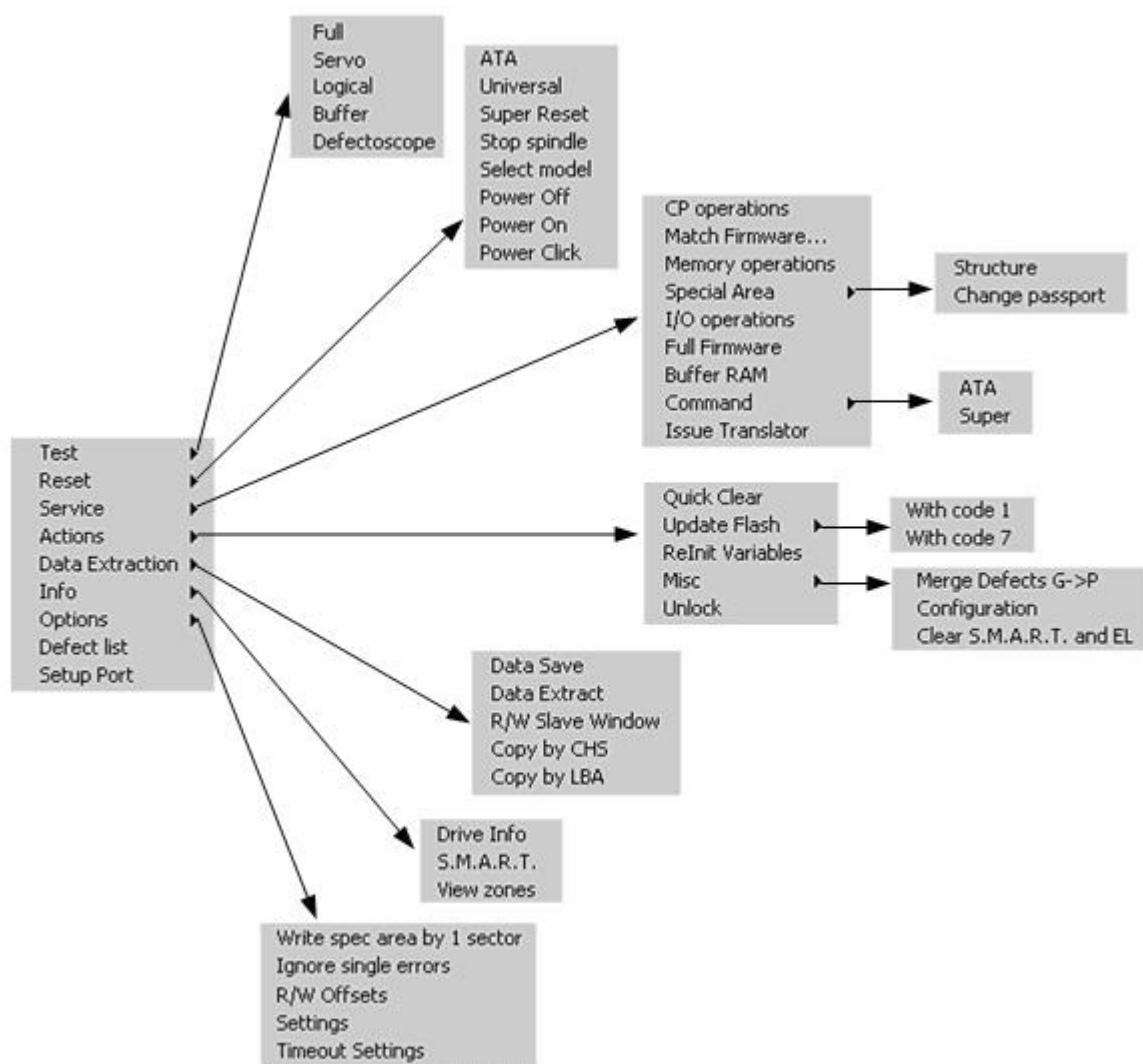 Full
Servo
Logical
Buffer
Defectoscope
ATA
Universal
Super Reset
Stop spindle
Select model
Power Off
Power On
Power Click
CP operations
Match Firmware...
Memory operations
Special Area
I/O operations
Full Firmware
Buffer RAM
Command
Issue Translator
Structure
Change passport
ATA
Super
Test
Reset
Service
Actions
Data Extraction
Info
Options
Defect list
Setup Port
Quick Clear
Update Flash
ReInit Variables
Misc
Unlock
With code 1
With code 7
Merge Defects G->P
Configuration
Clear S.M.A.R.T. and EL
Data Save
Data Extract
R/W Slave Window
Copy by CHS
Copy by LBA
Drive Info
S.M.A.R.T.
View zones
Write spec area by 1 sector
Ignore single errors
R/W Offsets
Settings
Timeout Settings